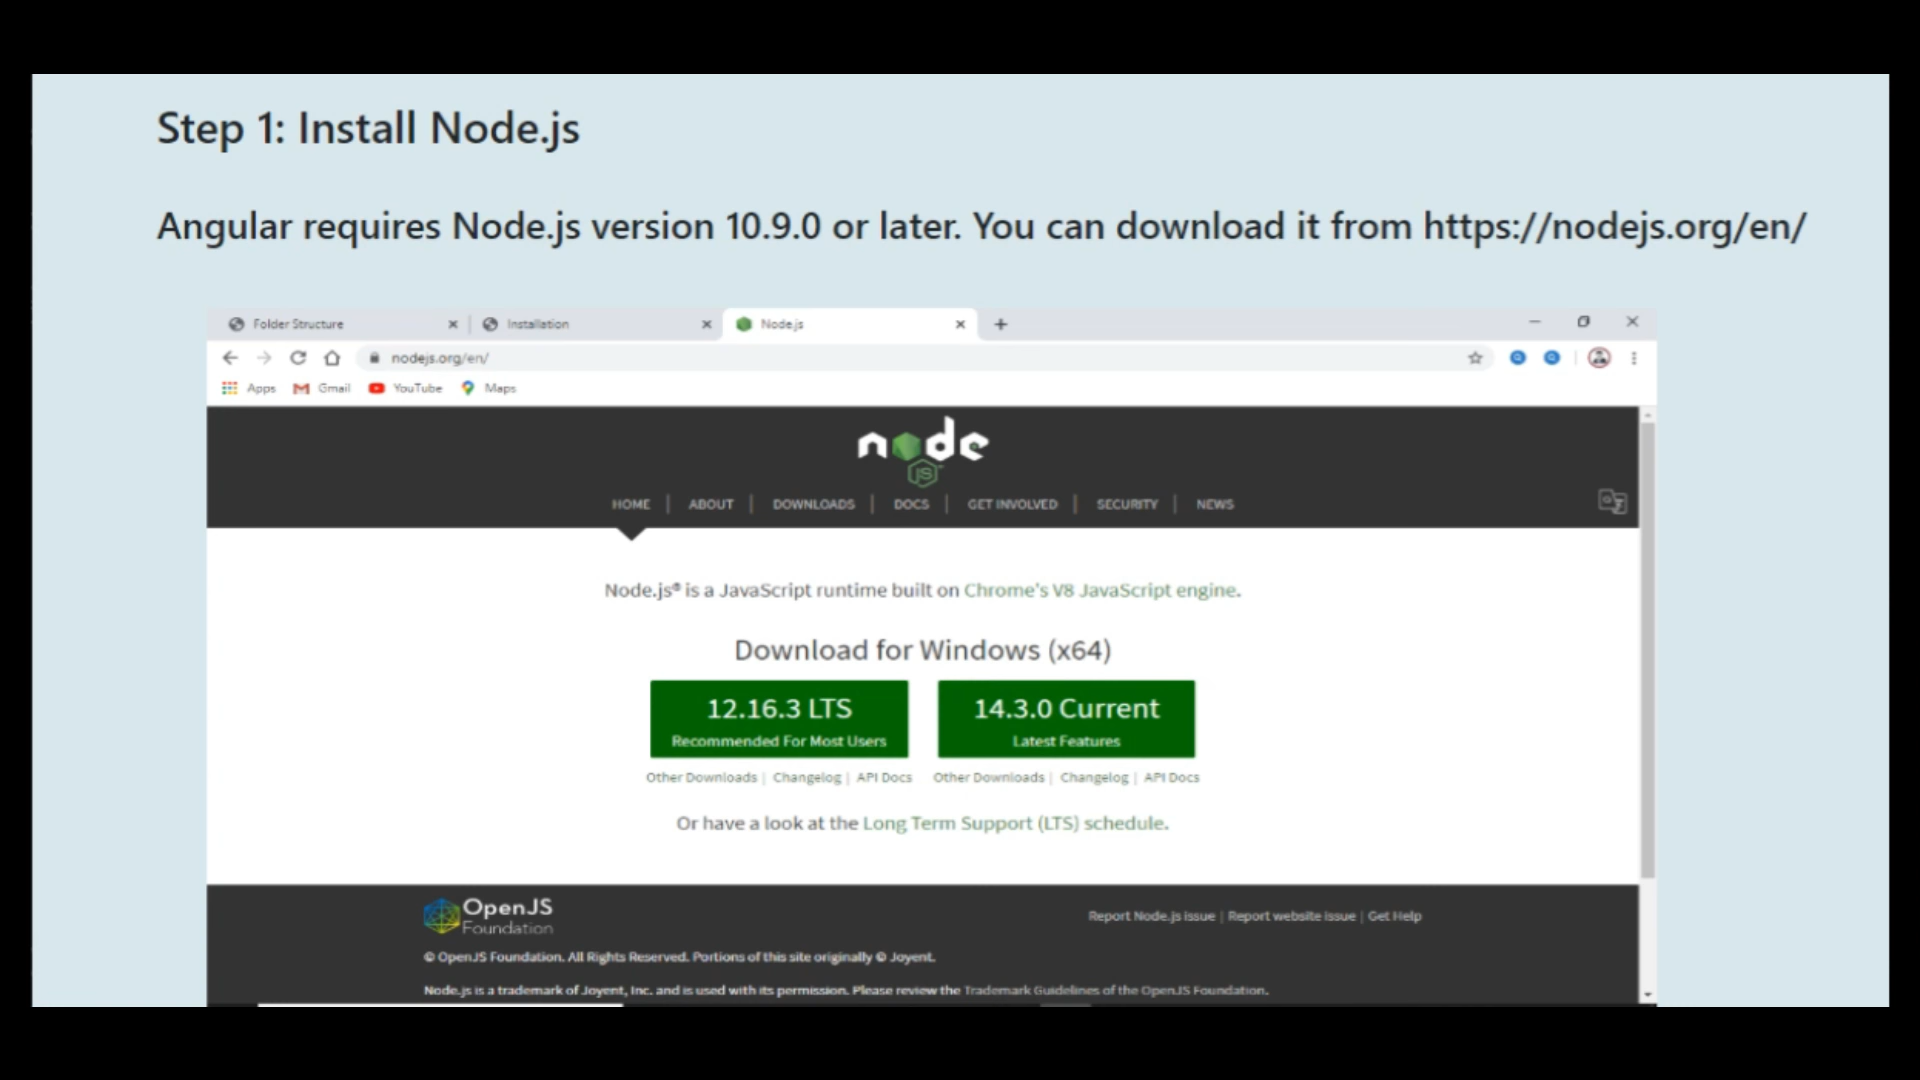 Step 1: Install Node.js
Angular requires Node.js version 10.9.0 or later. You can download it from https://nodejs.org/en/
Folder Structure Installation Node.js
nodejs.org/en/
Apps Gmail YouTube Maps
node
JS
HOME | ABOUT | DOWNLOADS | DOCS | GET INVOLVED | SECURITY | NEWS
Node.js® is a JavaScript runtime built on Chrome's V8 JavaScript engine.
Download for Windows (x64)
12.16.3 LTS 14.3.0 Current
Recommended For Most Users Latest Features
Other Downloads | Changelog | API Docs Other Downloads | Changelog | API Docs
Or have a look at the Long Term Support (LTS) schedule.
OpenJS
Foundation
Report Node.js issue | Report website issue | Get Help
© OpenJS Foundation. All Rights Reserved. Portions of this site originally © Joyent.
Node.js is a trademark of Joyent, Inc. and is used with its permission. Please review the Trademark Guidelines of the OpenJS Foundation.